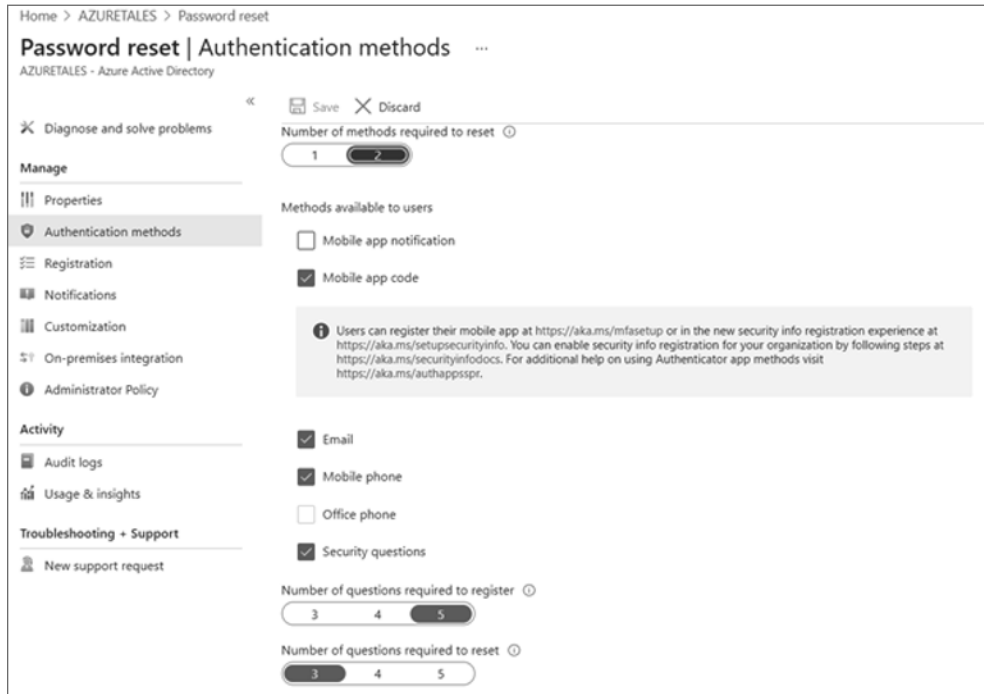 Home > AZURETALES > Password reset
Password reset | Authentication methods ...
AZURETALES - Azure Active Directory
«
Diagnose and solve problems
Manage
Properties
Authentication methods
Registration
Notifications
Customization
On-premises integration
Administrator Policy
Activity
Audit logs
Usage & insights
Troubleshooting + Support
New support request
Save Discard
Number of methods required to reset
1 2
Methods available to users
Mobile app notification
Mobile app code
Users can register their mobile app at https://aka.ms/mfasetup or in the new security info registration experience at
https://aka.ms/setupsecurityinfo. You can enable security info registration for your organization by following steps at
https://aka.ms/securityinfodocs. For additional help on using Authenticator app methods visit
https://aka.ms/authappsspr.
Email
Mobile phone
Office phone
Security questions
Number of questions required to register
3 4 5
Number of questions required to reset
3 4 5